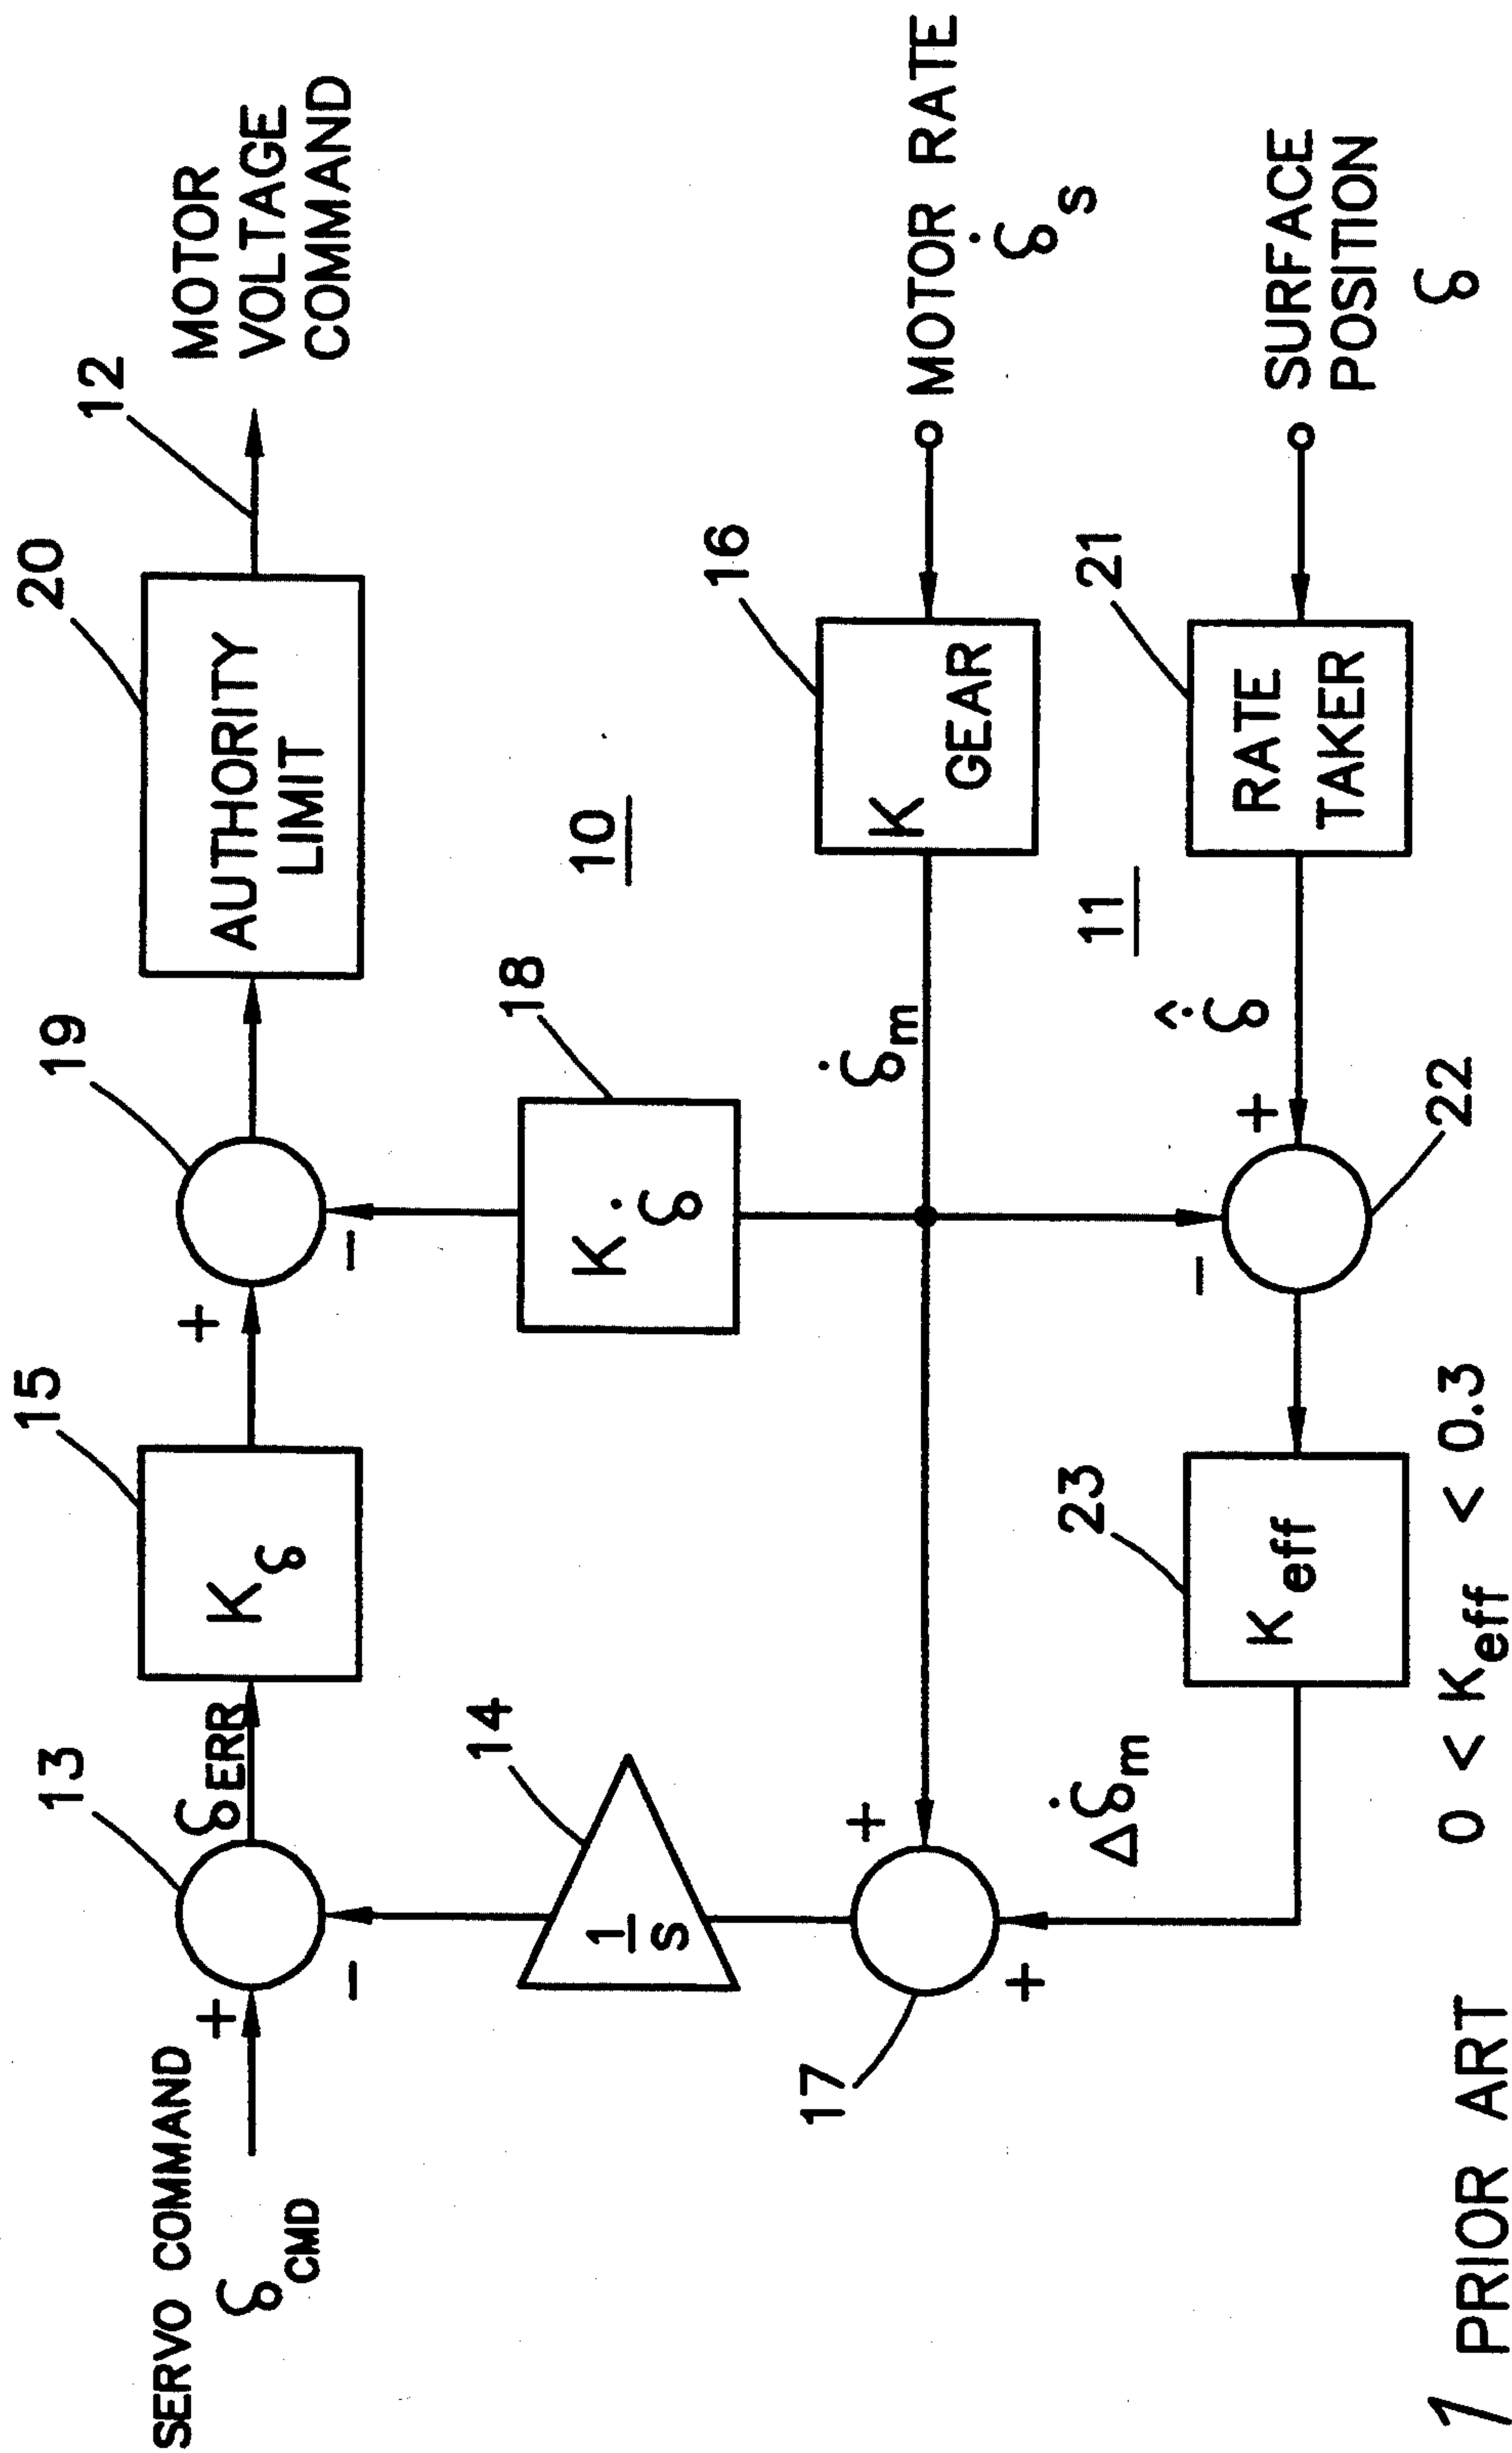 SERVO COMMAND
δCMD
13
δERR
15
Kδ
19
20
AUTHORITY
LIMIT
12
MOTOR
VOLTAGE
COMMAND
+
-
+
-
14
1/s
18
Kδ̇
10
16
K GEAR
MOTOR RATE
δ̇s
δ̇m
17
+
+
Δδ̇m
23
Keff
22
-
+
δ̇̂
11
21
RATE
TAKER
SURFACE
POSITION
δ
0 < Keff < 0.3
1 PRIOR ART